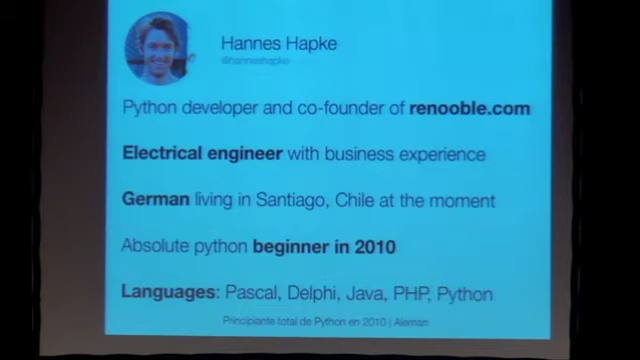 Hannes Hapke
@hanneshapke
Python developer and co-founder of renooble.com
Electrical engineer with business experience
German living in Santiago, Chile at the moment
Absolute python beginner in 2010
Languages: Pascal, Delphi, Java, PHP, Python
Principiante total de Python en 2010 | Aleman